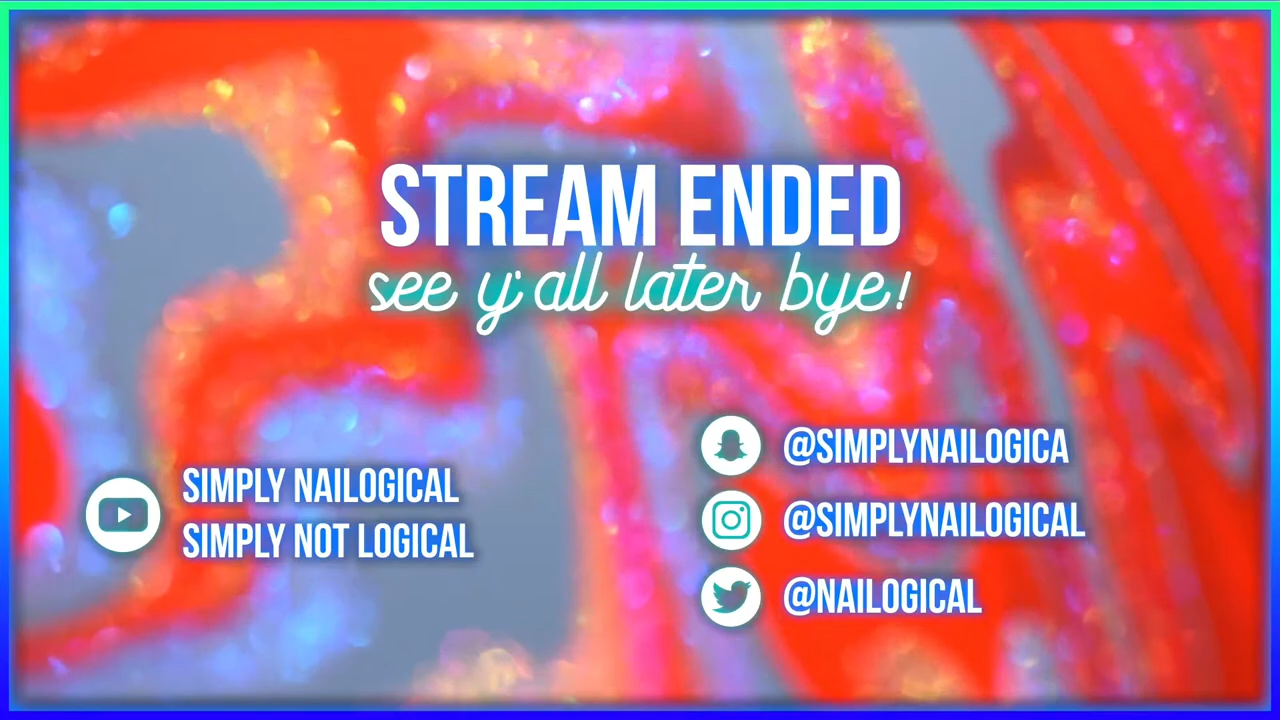 STREAM ENDED
see y'all later bye!
SIMPLY NAILOGICAL
SIMPLY NOT LOGICAL
@SIMPLYNAILOGICA
@SIMPLYNAILOGICAL
@NAILOGICAL